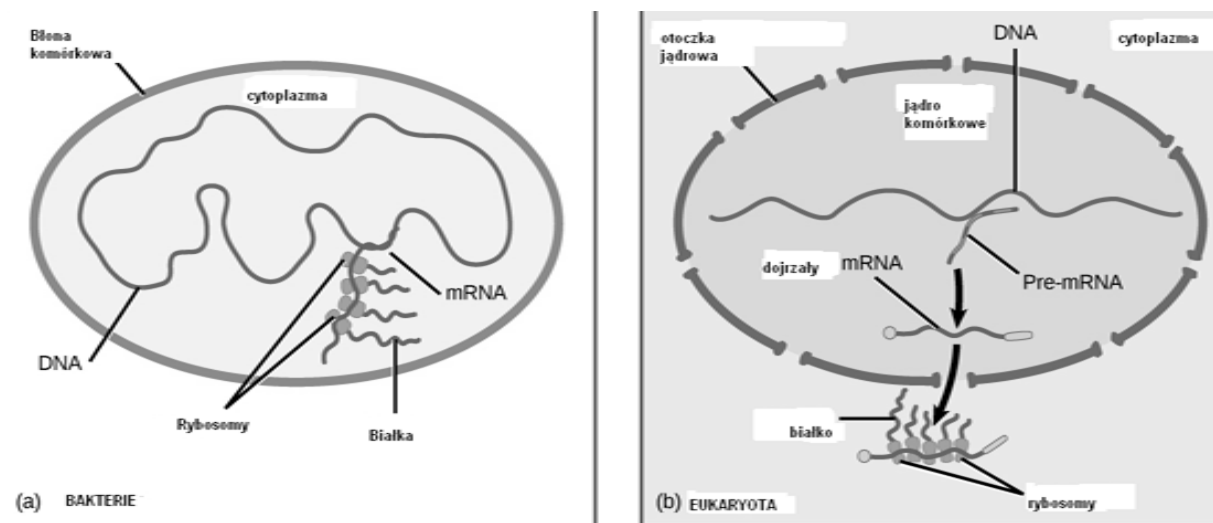 Błona
komórkowa
cytoplazma
DNA
mRNA
Rybosomy
Białka
(a) BAKTERIE
otoczka
jądrowa
DNA
cytoplazma
jądro
komórkowe
dojrzały mRNA
Pre-mRNA
białko
rybosomy
(b) EUKARYOTA